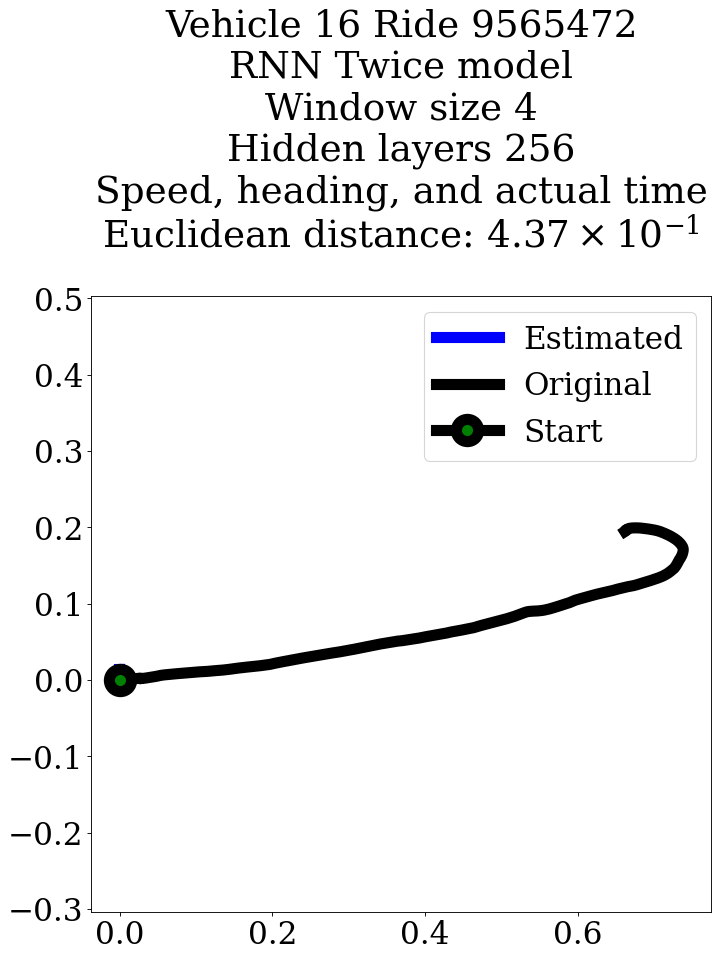 Vehicle 16 Ride 9565472
RNN Twice model
Window size 4
Hidden layers 256
Speed, heading, and actual time
Euclidean distance: 4.37 × 10⁻¹
0.5
Estimated
0.4
Original
0.3
Start
0.2
0.1
0.0
−0.1
−0.2
−0.3
0.0 0.2 0.4 0.6